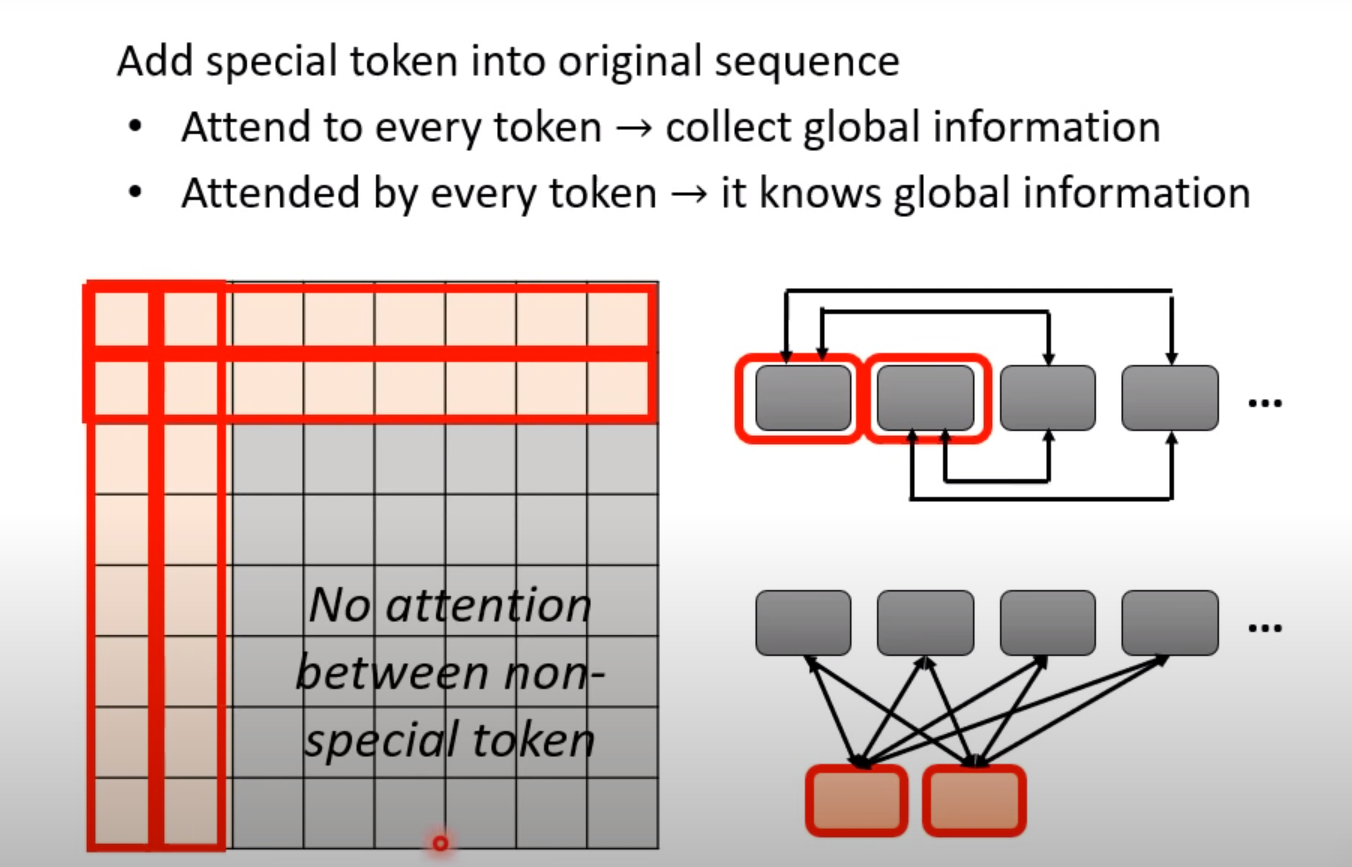 Add special token into original sequence
• Attend to every token → collect global information
• Attended by every token → it knows global information
...
No attention
between non-
special token
...